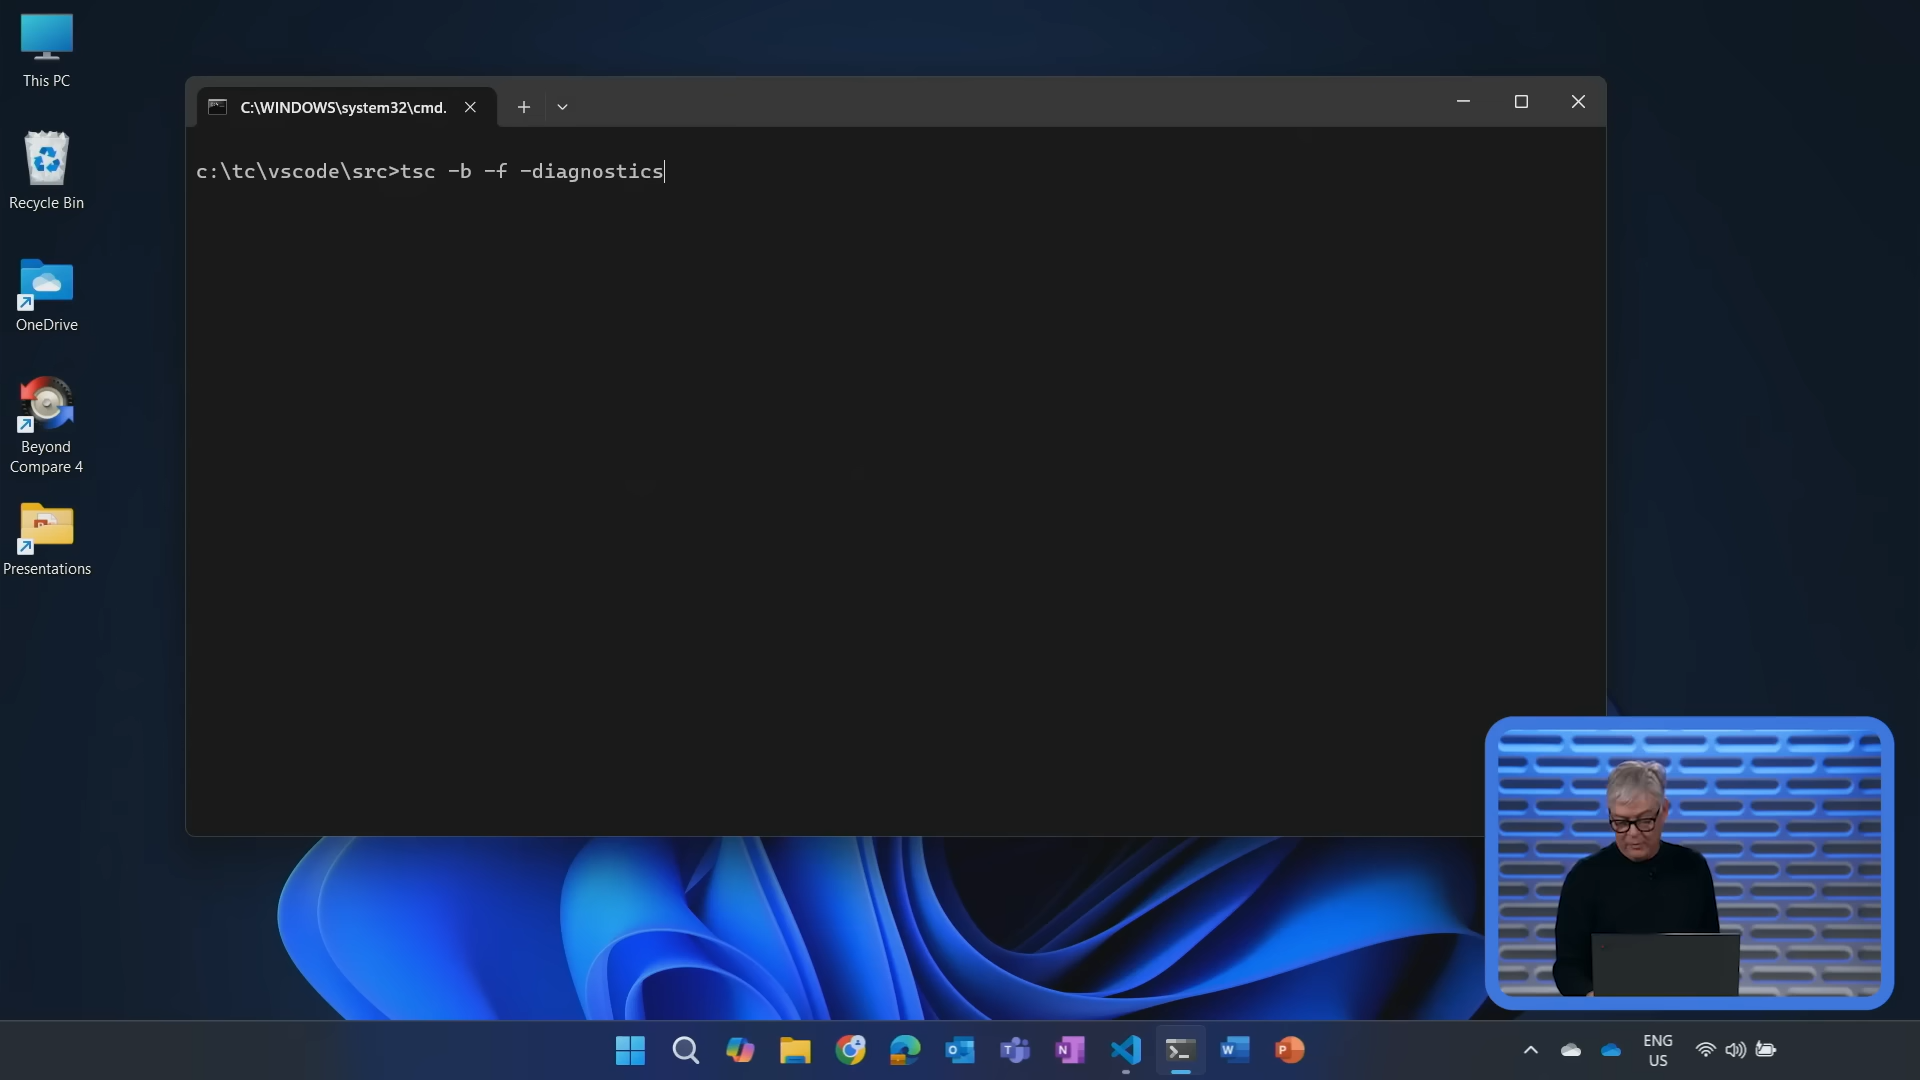 This PC
Recycle Bin
OneDrive
Beyond
Compare 4
Presentations
C:\WINDOWS\system32\cmd.
c:\tc\vscode\src>tsc -b -f -diagnostics
ENG
US